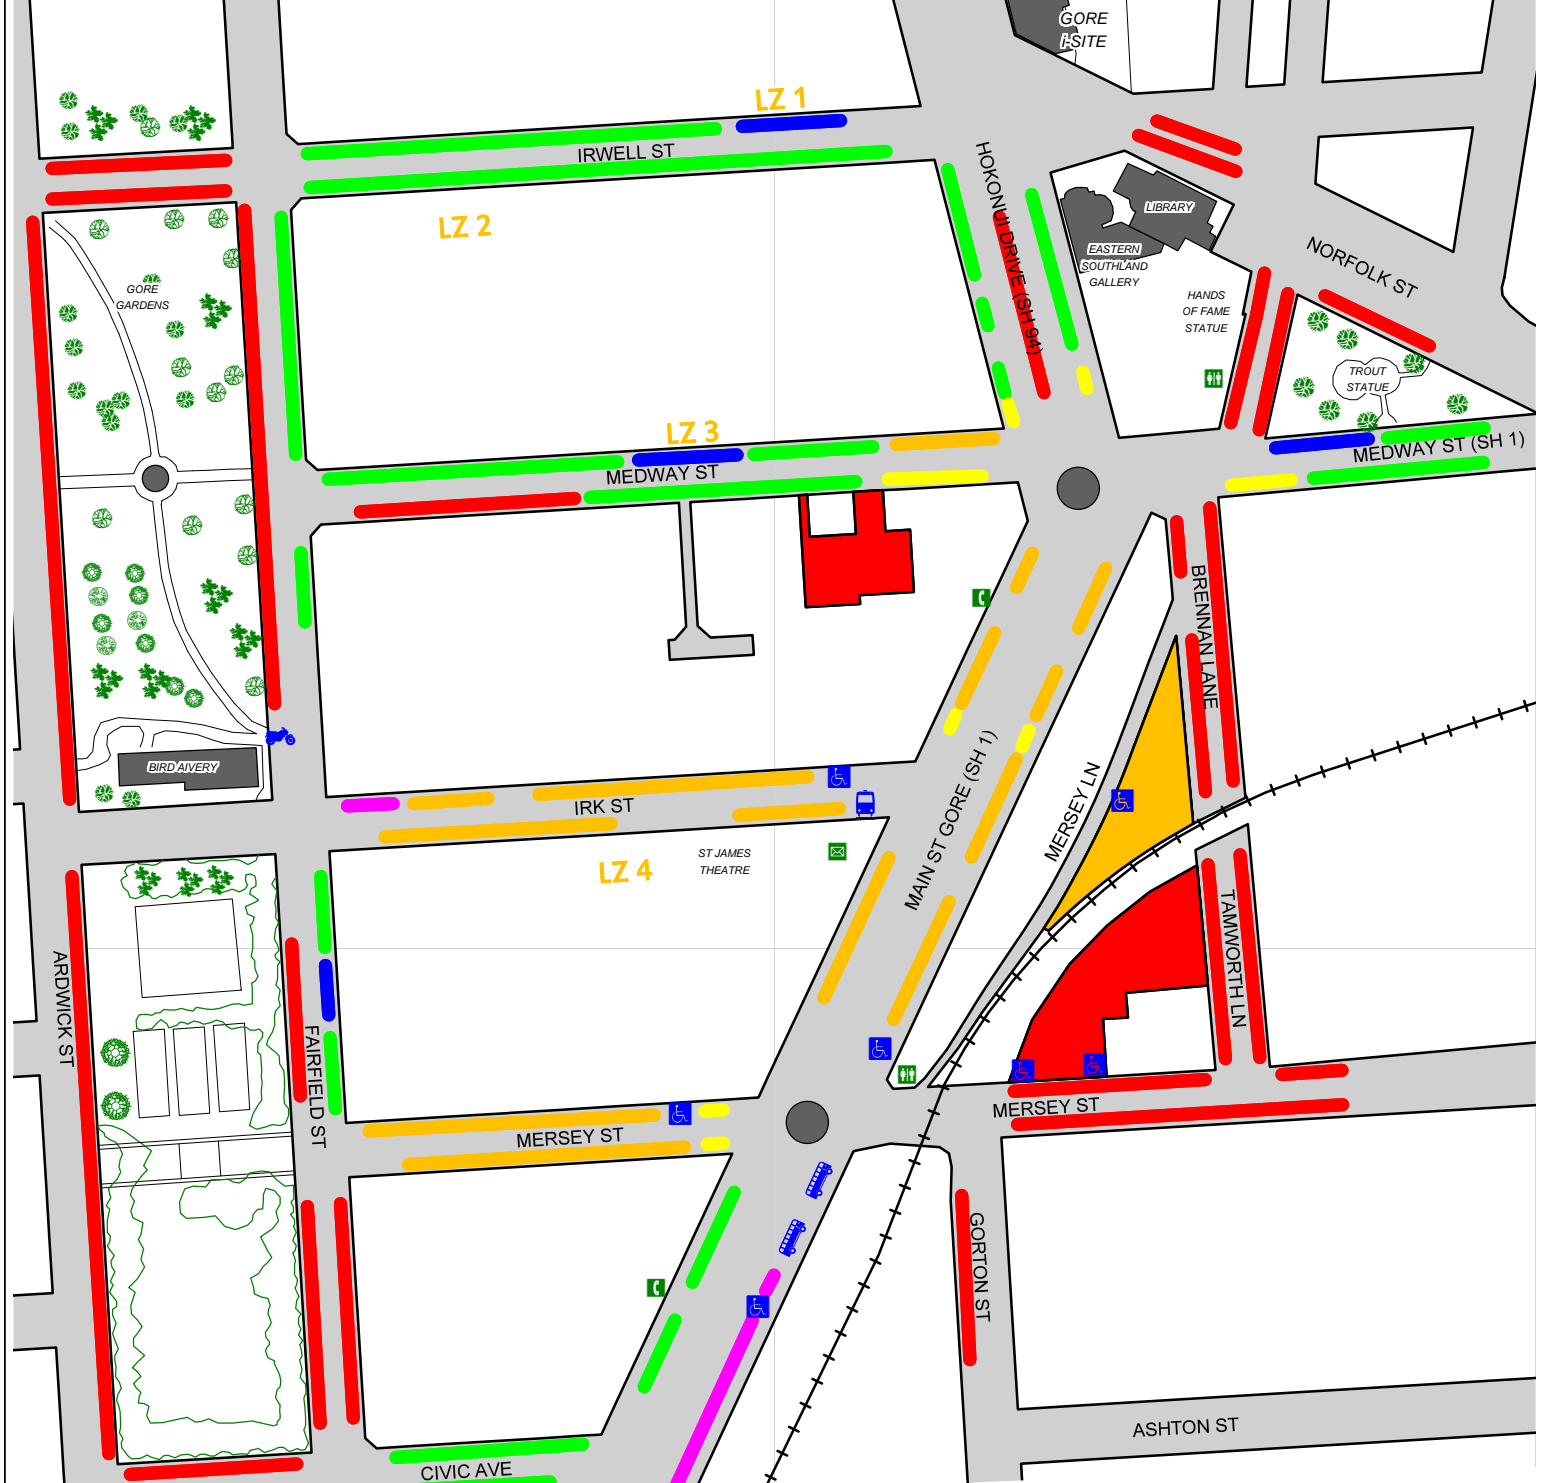 GORE
i-SITE
LZ 1
IRWELL ST
HOKONUI DRIVE (SH 94)
LIBRARY
LZ 2
EASTERN
SOUTHLAND
GALLERY
NORFOLK ST
GORE
GARDENS
HANDS
OF FAME
STATUE
TROUT
STATUE
LZ 3
MEDWAY ST
MEDWAY ST (SH 1)
BRENNAN LANE
MAIN ST GORE (SH 1)
MERSEY LN
BIRD AIVERY
IRK ST
ST JAMES
THEATRE
LZ 4
TAMWORTH LN
ARDWICK ST
FAIRFIELD ST
MERSEY ST
MERSEY ST
GORTON ST
ASHTON ST
CIVIC AVE